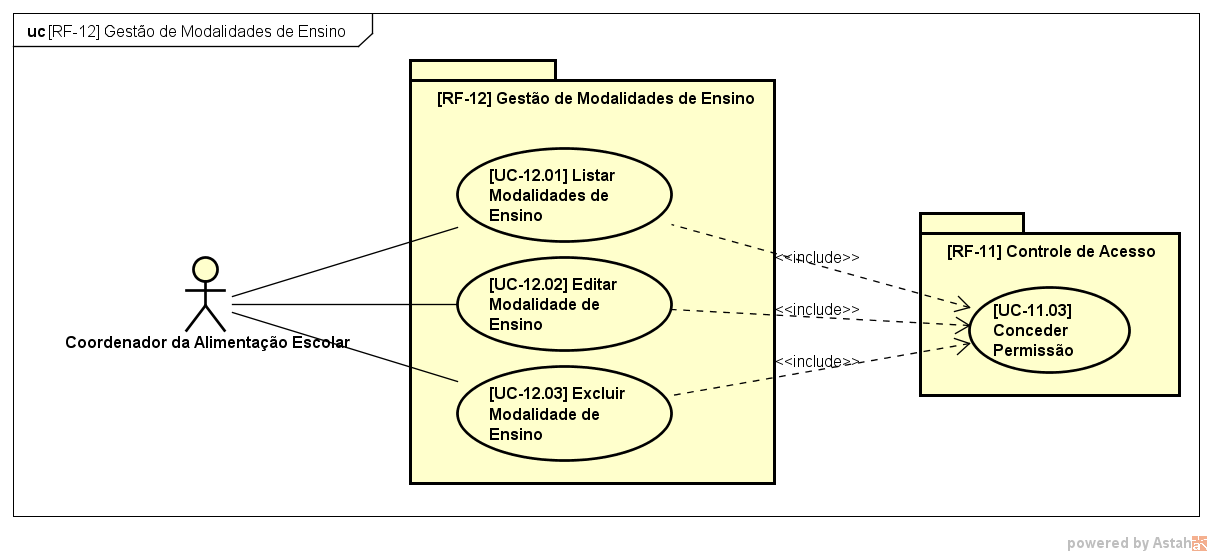 uc [RF-12] Gestão de Modalidades de Ensino
[RF-12] Gestão de Modalidades de Ensino
[UC-12.01] Listar
Modalidades de
Ensino
[UC-12.02] Editar
Modalidade de
Ensino
[UC-12.03] Excluir
Modalidade de
Ensino
Coordenador da Alimentação Escolar
<<include>>
<<include>>
<<include>>
[RF-11] Controle de Acesso
[UC-11.03]
Conceder
Permissão
powered by Astah